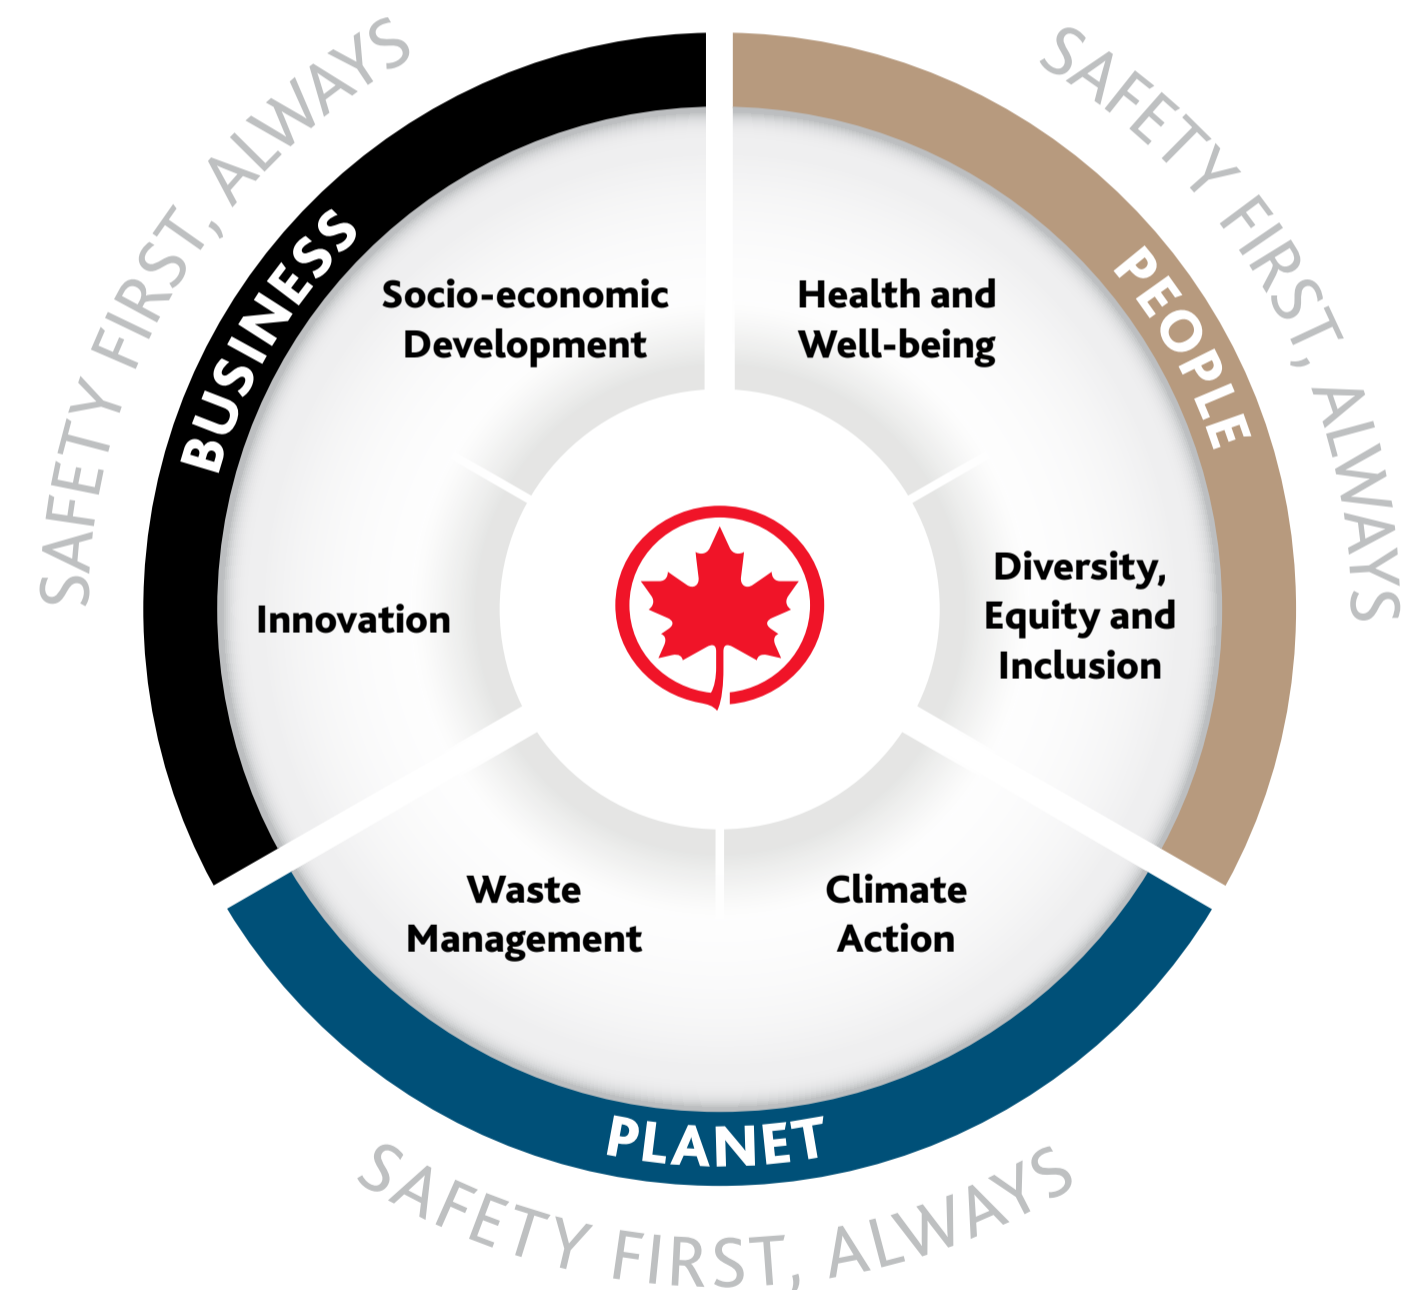 SAFETY FIRST, ALWAYS
SAFETY FIRST, ALWAYS
BUSINESS
PEOPLE
Socio-economic
Development
Health and
Well-being
Innovation
Diversity,
Equity and
Inclusion
Waste
Management
Climate
Action
PLANET
SAFETY FIRST, ALWAYS